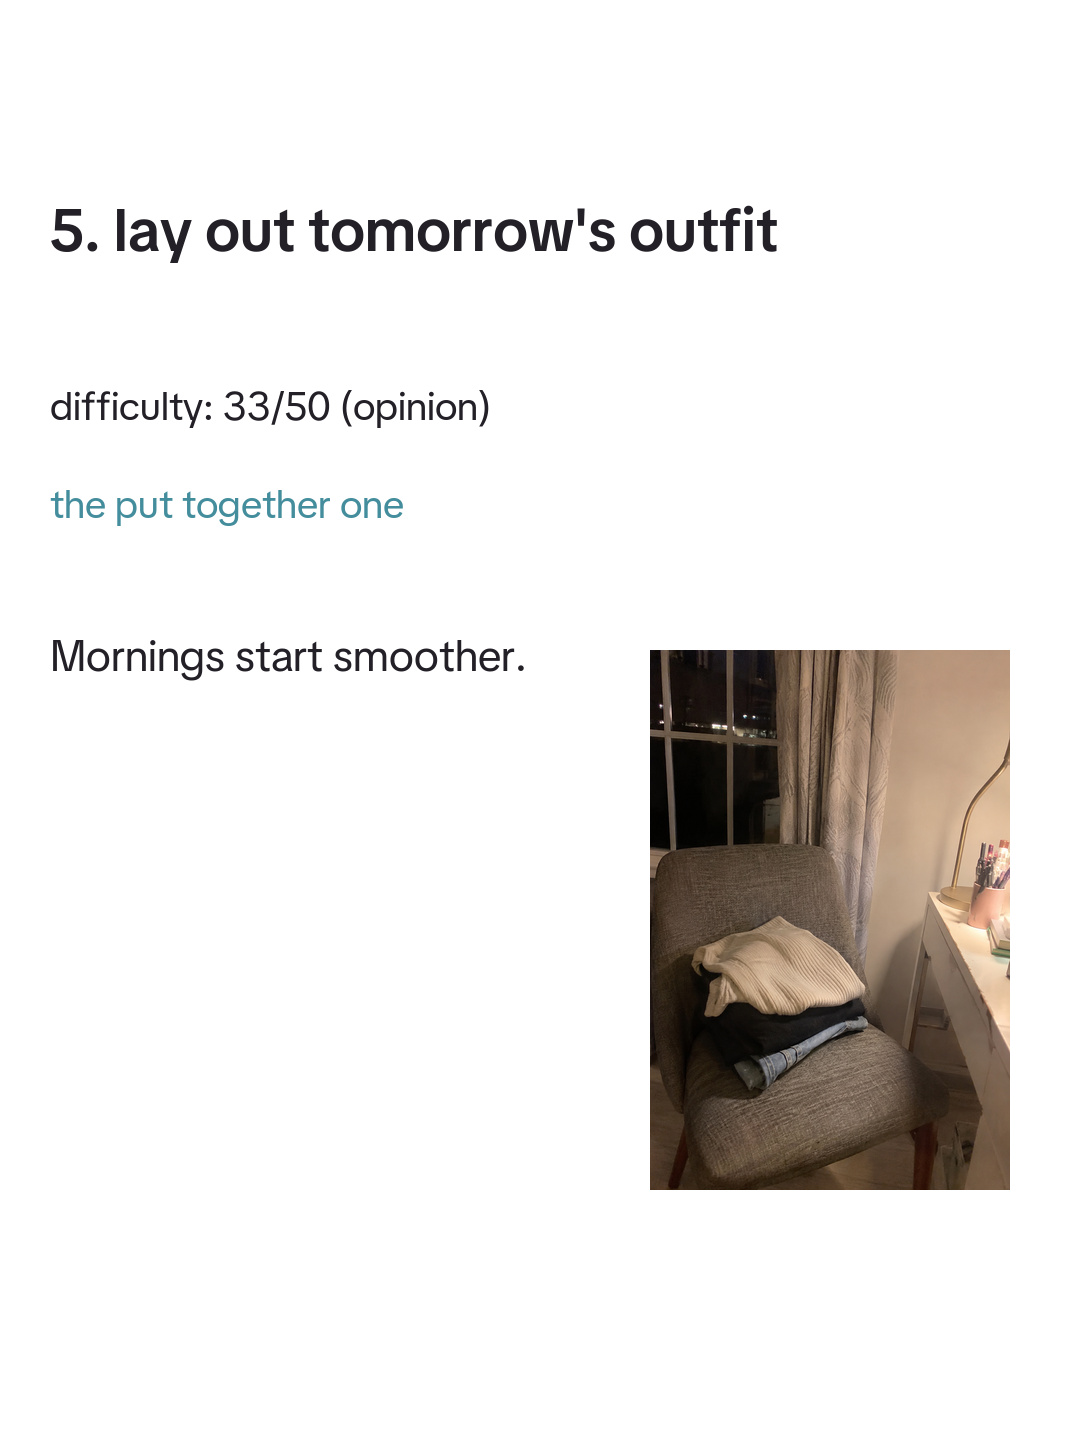 5. lay out tomorrow's outfit
difficulty: 33/50 (opinion)
the put together one
Mornings start smoother.